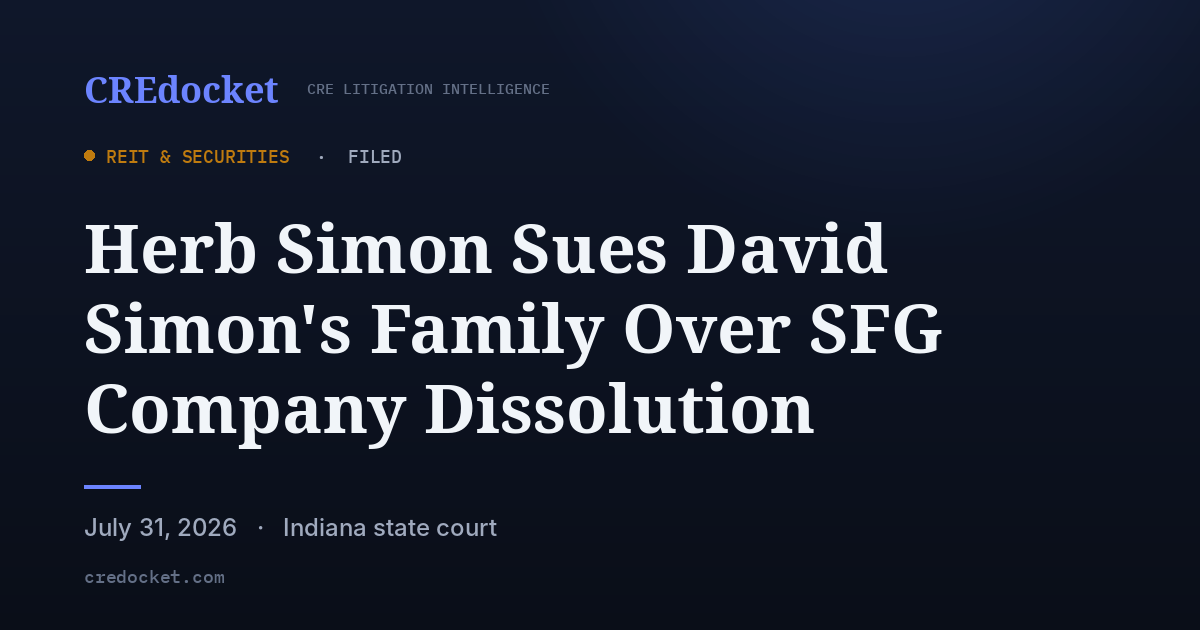 CREdocket CRE LITIGATION INTELLIGENCE
REIT & SECURITIES · FILED
Herb Simon Sues David
Simon's Family Over SFG
Company Dissolution
July 31, 2026 · Indiana state court
credocket.com